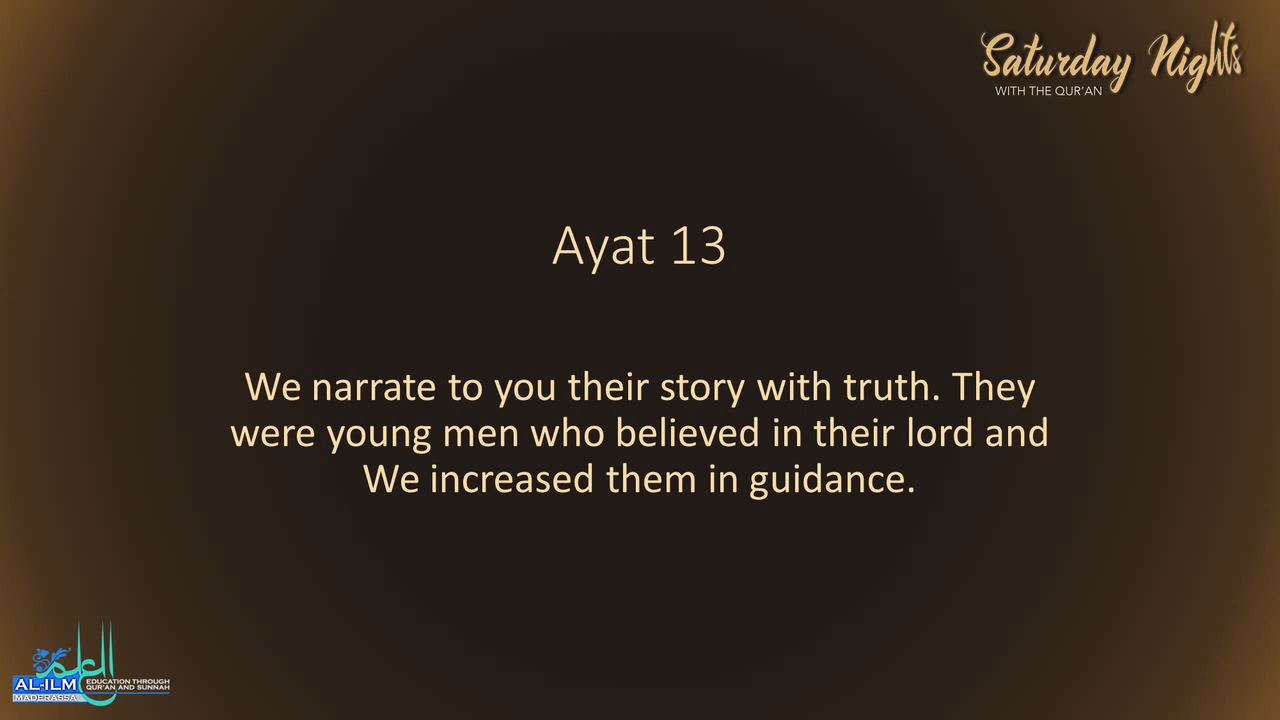 Saturday Nights
WITH THE QUR'AN
Ayat 13
We narrate to you their story with truth. They
were young men who believed in their lord and
We increased them in guidance.
العلم
AL-ILM
MADERASSA
EDUCATION THROUGH
QUR'AN AND SUNNAH